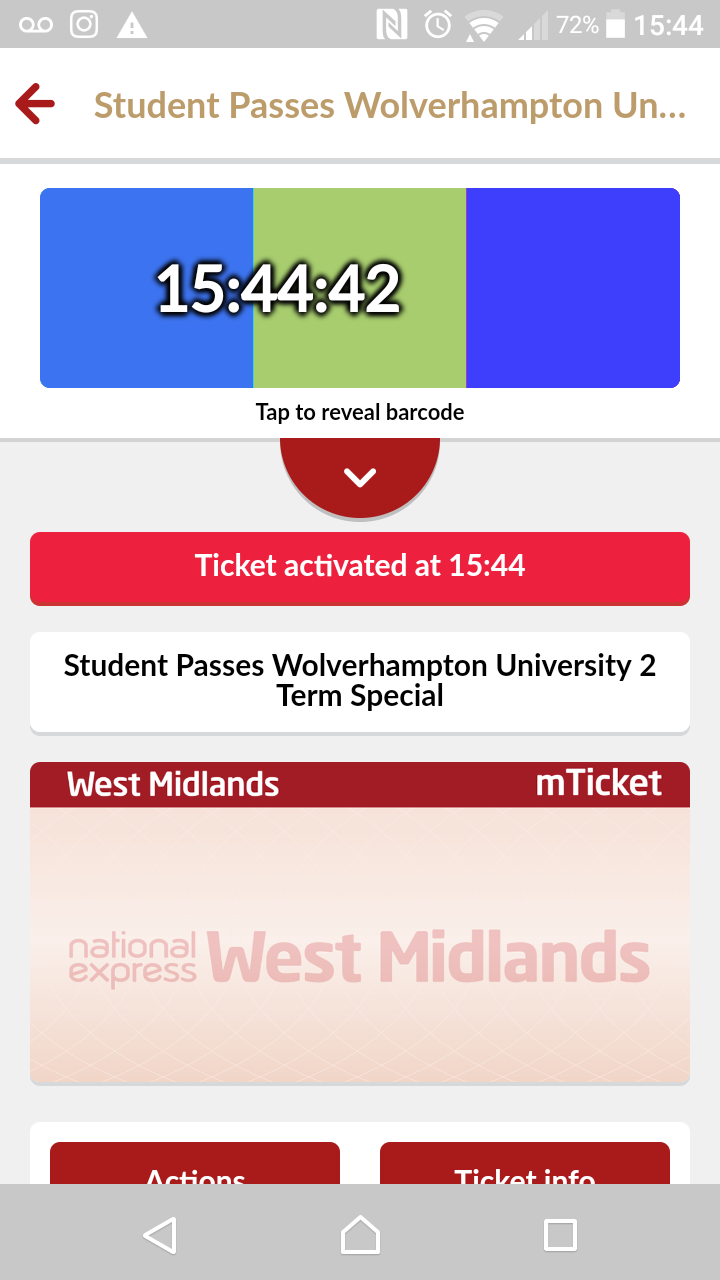 72% 15:44
Student Passes Wolverhampton Un...
15:44:42
Tap to reveal barcode
Ticket activated at 15:44
Student Passes Wolverhampton University 2
Term Special
West Midlands mTicket
national
express West Midlands
Actions Ticket info